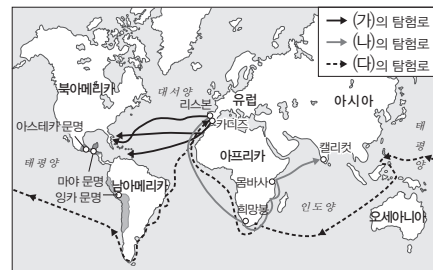 (가)의 탐험로
(나)의 탐험로
(다)의 탐험로
북아메리카
대서양
리스본
유럽
아시아
아스테카 문명
카디즈
캘리컷
태평양
태평양
아프리카
마야 문명
잉카 문명
남아메리카
몸바사
희망봉
인도양
오세아니아